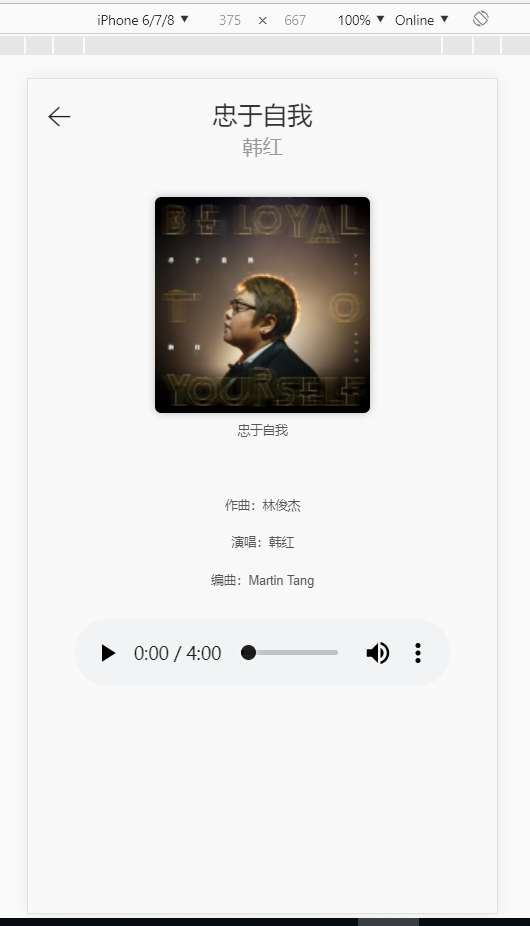 iPhone 6/7/8 ▼ 375 × 667 100% ▼ Online ▼
忠于自我
韩红
BE LOYAL
忠 于 自 我
TO
韩 红
YOURSELF
忠于自我
作曲：林俊杰
演唱：韩红
编曲：Martin Tang
0:00 / 4:00